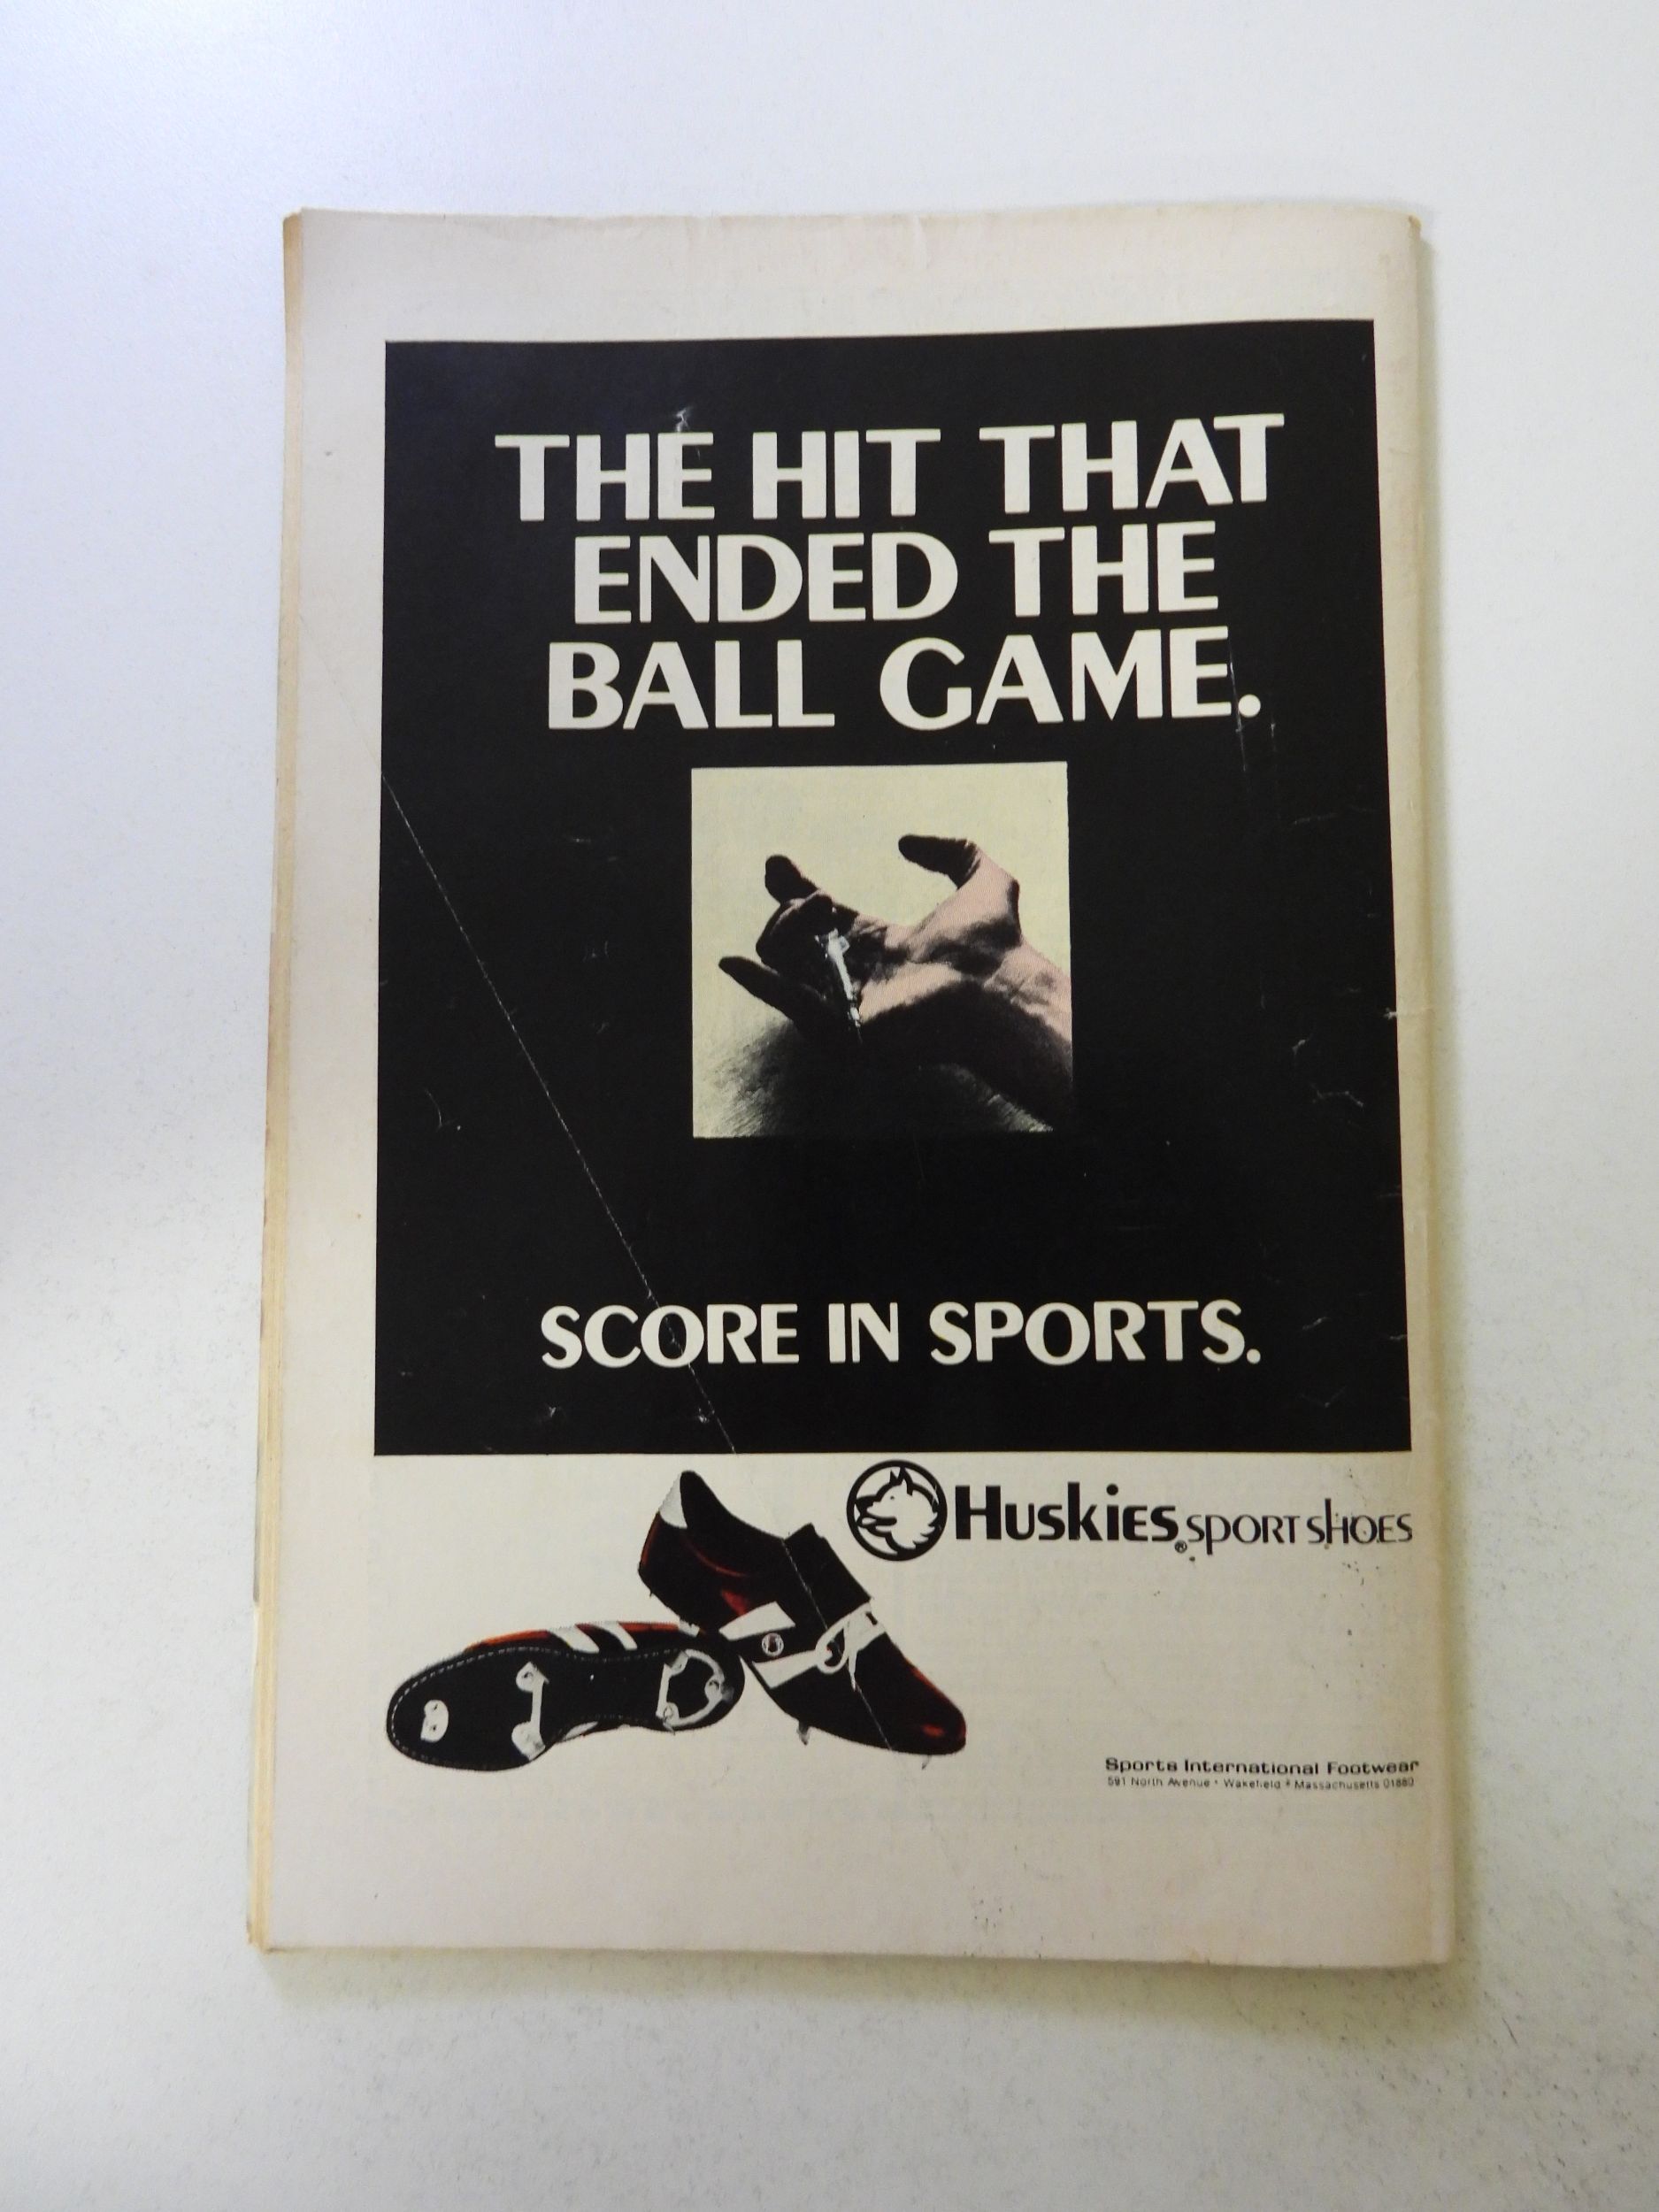 THE HIT THAT
ENDED THE
BALL GAME.
SCORE IN SPORTS.
Huskies® SPORT SHOES
Sports International Footwear
591 North Avenue • Wakefield • Massachusetts 01880